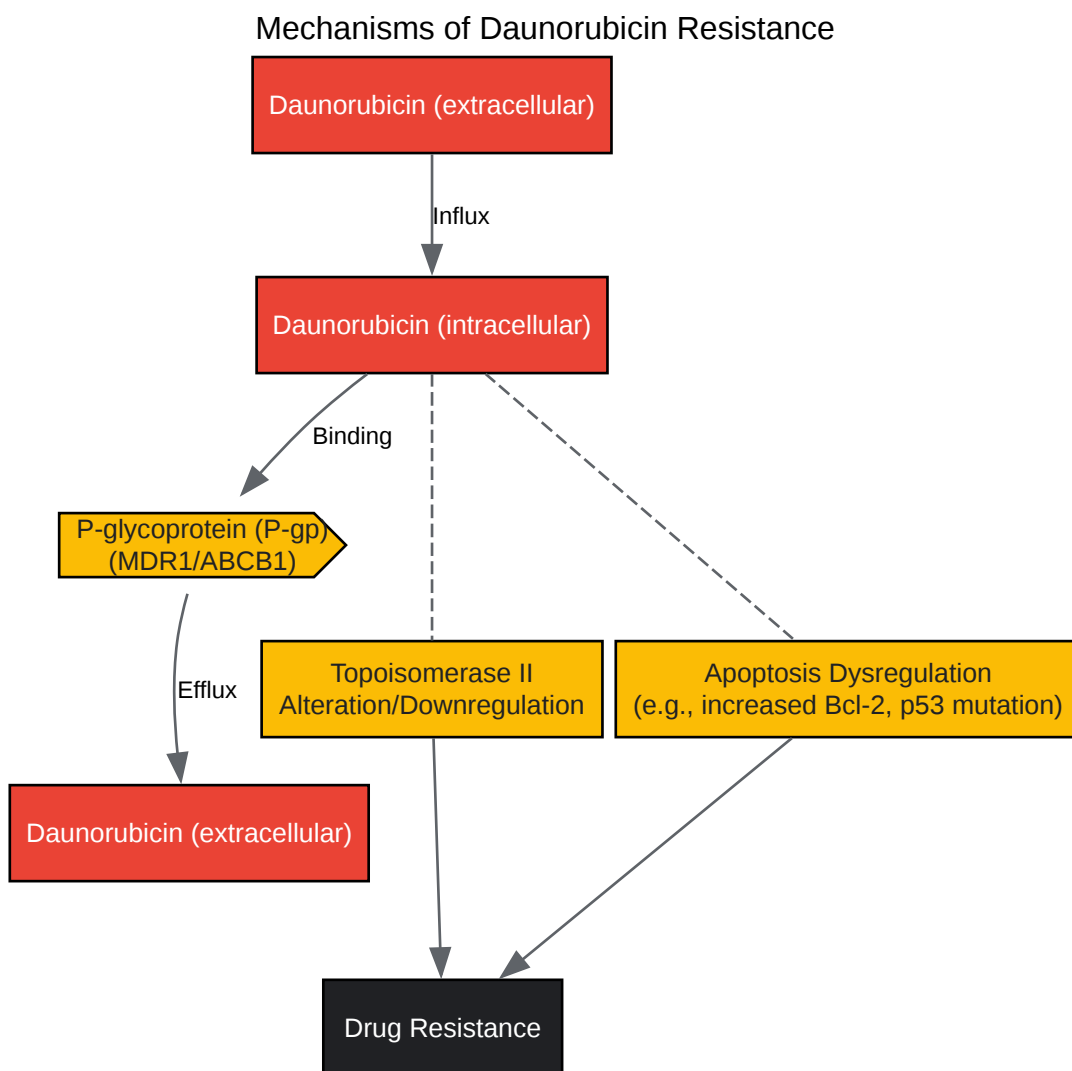 Mechanisms of Daunorubicin Resistance
Daunorubicin (extracellular)
Influx
Daunorubicin (intracellular)
Binding
P-glycoprotein (P-gp)
(MDR1/ABCB1)
Efflux
Topoisomerase II
Alteration/Downregulation
Apoptosis Dysregulation
(e.g., increased Bcl-2, p53 mutation)
Daunorubicin (extracellular)
Drug Resistance